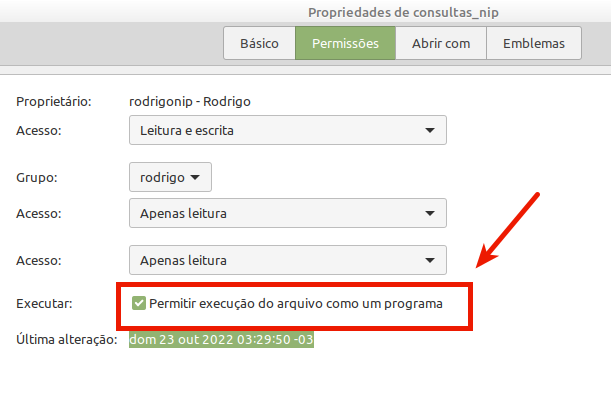 Propriedades de consultas_nip
Básico Permissões Abrir com Emblemas
Proprietário: rodrigonip - Rodrigo
Acesso: Leitura e escrita
Grupo: rodrigo
Acesso: Apenas leitura
Acesso: Apenas leitura
Executar: Permitir execução do arquivo como um programa
Última alteração: dom 23 out 2022 03:29:50 -03